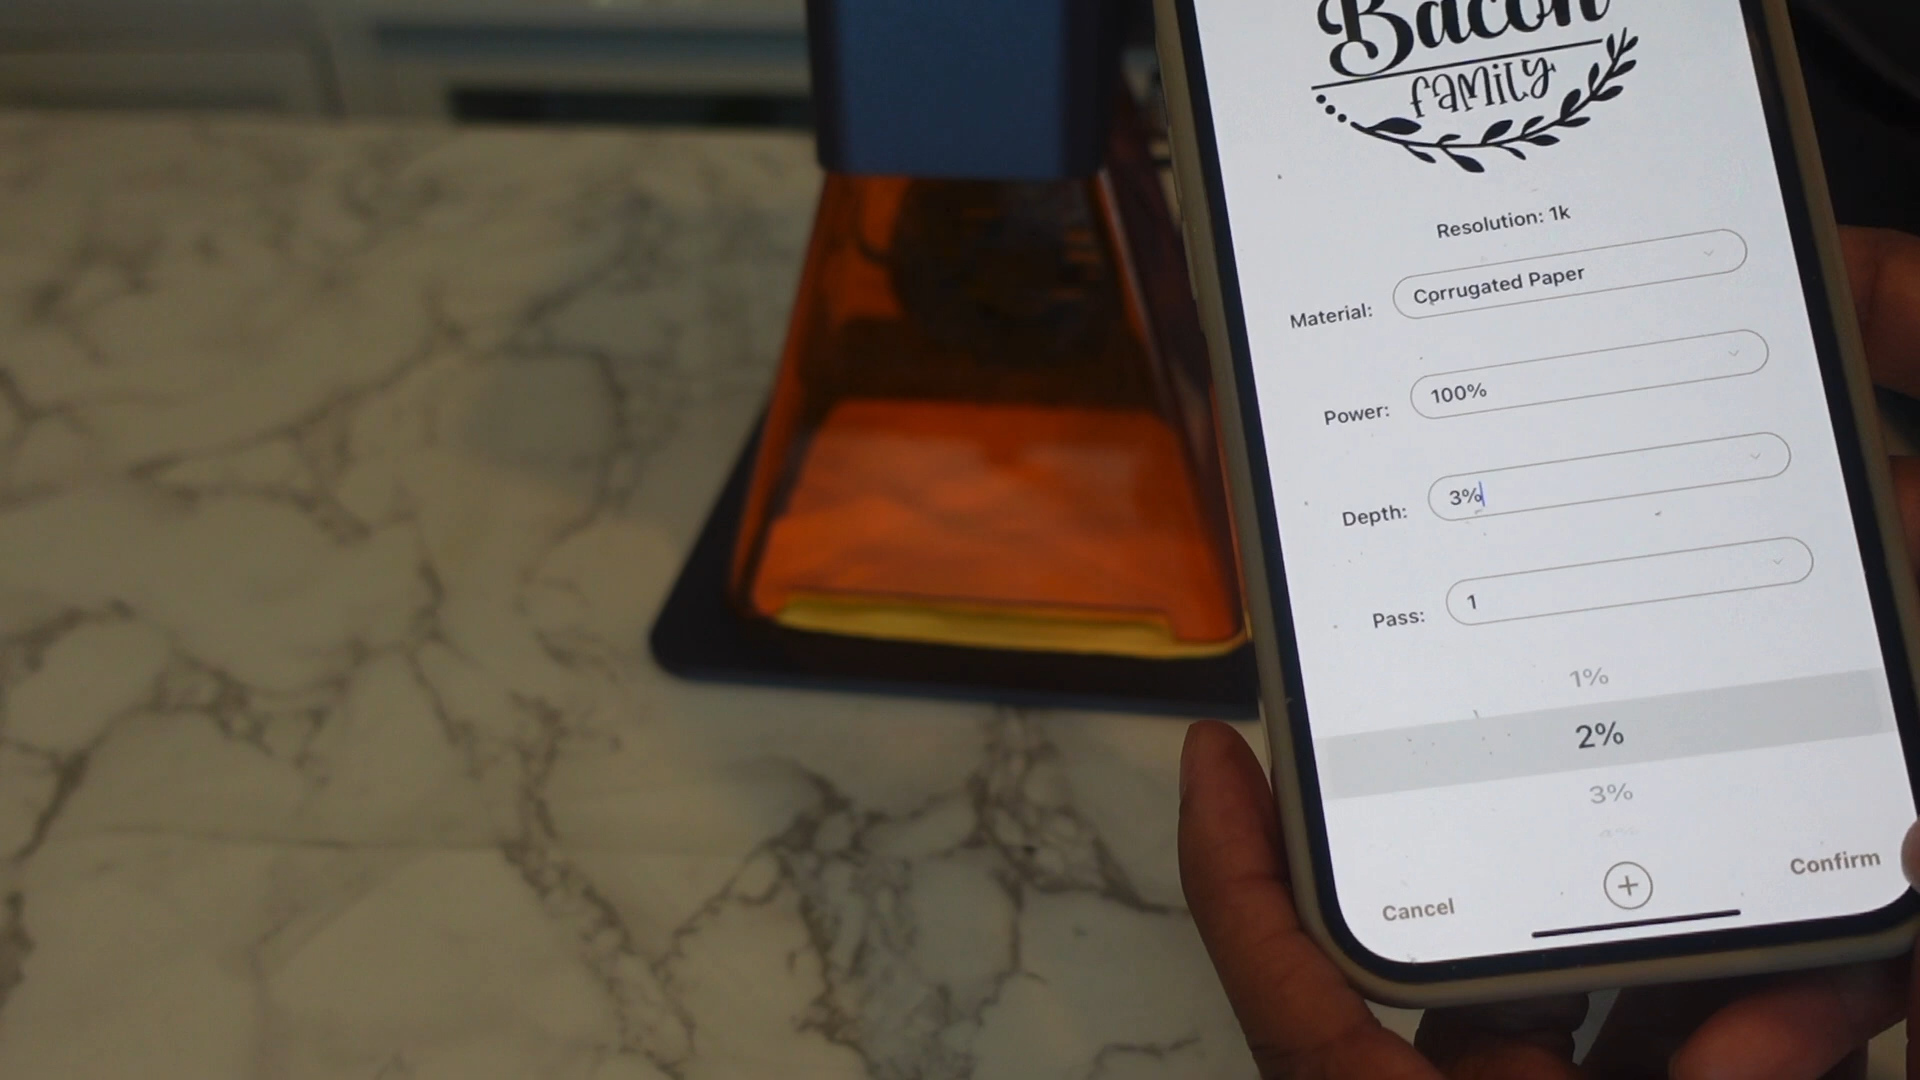 Bacon
family
Resolution: 1k
Material: Corrugated Paper
Power: 100%
Depth: 3%
Pass: 1
1%
2%
3%
Cancel
Confirm